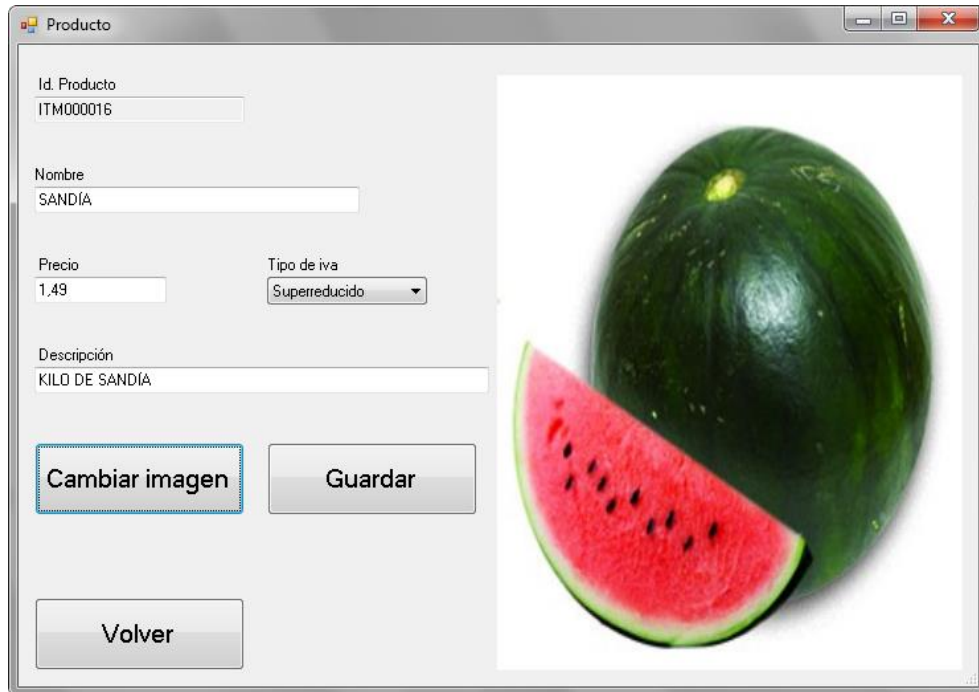 Producto
Id. Producto
ITM000016
Nombre
SANDÍA
Precio
Tipo de iva
1,49
Superreducido
Descripción
KILO DE SANDÍA
Cambiar imagen
Guardar
Volver